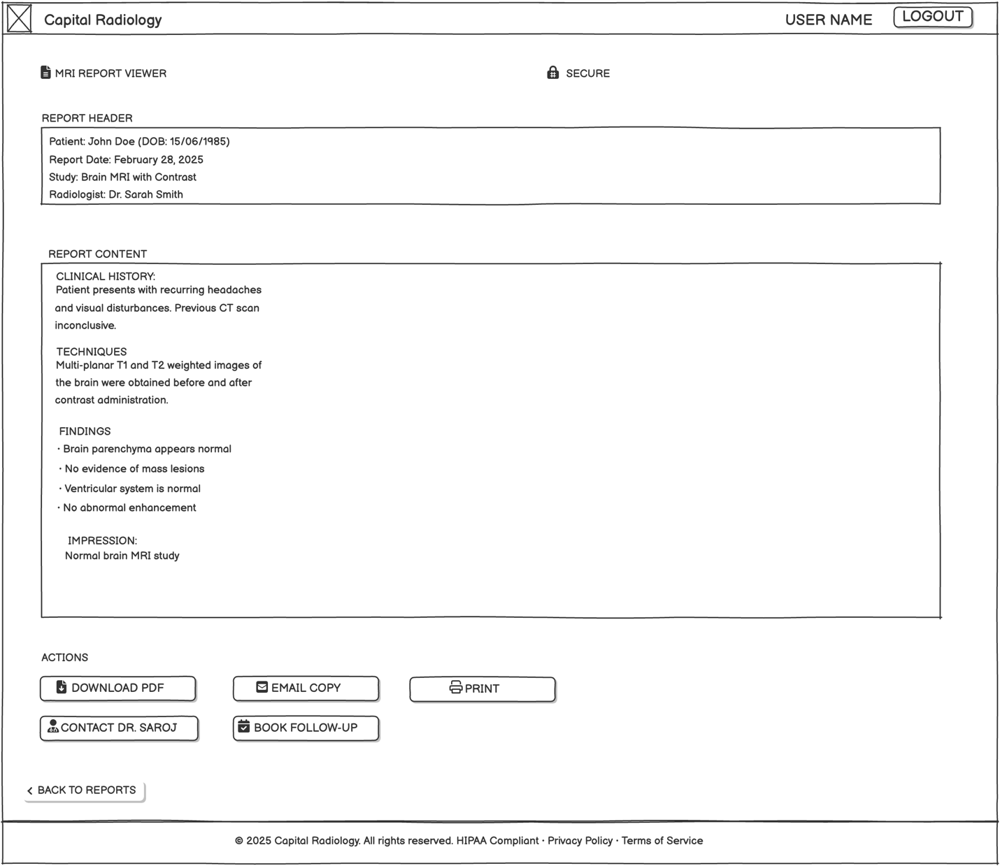 Capital Radiology
USER NAME
LOGOUT
MRI REPORT VIEWER
SECURE
REPORT HEADER
Patient: John Doe (DOB: 15/06/1985)
Report Date: February 28, 2025
Study: Brain MRI with Contrast
Radiologist: Dr. Sarah Smith
REPORT CONTENT
CLINICAL HISTORY:
Patient presents with recurring headaches
and visual disturbances. Previous CT scan
inconclusive.
TECHNIQUES
Multi-planar T1 and T2 weighted images of
the brain were obtained before and after
contrast administration.
FINDINGS
· Brain parenchyma appears normal
· No evidence of mass lesions
· Ventricular system is normal
· No abnormal enhancement
IMPRESSION:
Normal brain MRI study
ACTIONS
DOWNLOAD PDF
EMAIL COPY
PRINT
CONTACT DR. SAROJ
BOOK FOLLOW-UP
BACK TO REPORTS
© 2025 Capital Radiology. All rights reserved. HIPAA Compliant · Privacy Policy · Terms of Service